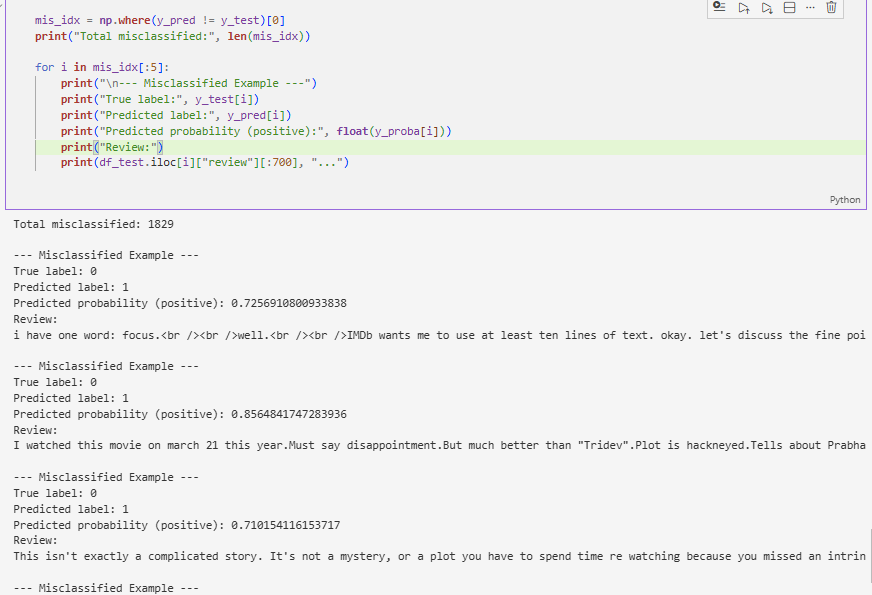 mis_idx = np.where(y_pred != y_test)[0]
print("Total misclassified:", len(mis_idx))
for i in mis_idx[:5]:
print("\n--- Misclassified Example ---")
print("True label:", y_test[i])
print("Predicted label:", y_pred[i])
print("Predicted probability (positive):", float(y_proba[i]))
print("Review:")
print(df_test.iloc[i]["review"][:700], "...")
Python
Total misclassified: 1829
--- Misclassified Example ---
True label: 0
Predicted label: 1
Predicted probability (positive): 0.7256910800933838
Review:
i have one word: focus.<br /><br />well.<br /><br />IMDb wants me to use at least ten lines of text. okay. let's discuss the fine poi
--- Misclassified Example ---
True label: 0
Predicted label: 1
Predicted probability (positive): 0.8564841747283936
Review:
I watched this movie on march 21 this year.Must say disappointment.But much better than "Tridev".Plot is hackneyed.Tells about Prabha
--- Misclassified Example ---
True label: 0
Predicted label: 1
Predicted probability (positive): 0.710154116153717
Review:
This isn't exactly a complicated story. It's not a mystery, or a plot you have to spend time re watching because you missed an intrin
--- Misclassified Example ---